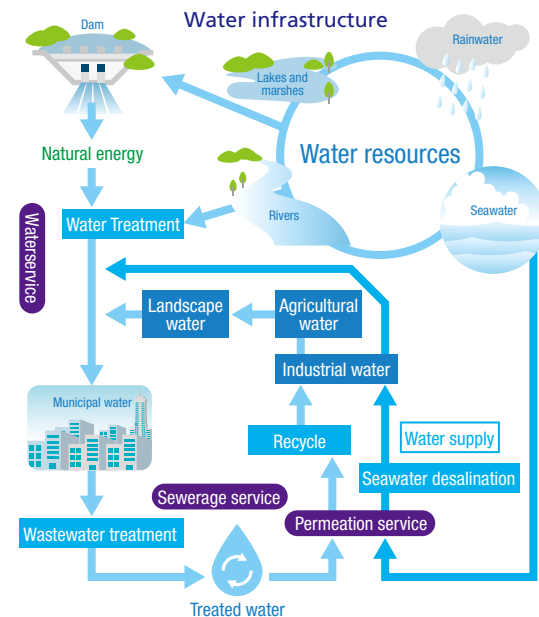 Water infrastructure
Dam
Rainwater
Lakes and
marshes
Natural energy
Water resources
Waterservice
Water Treatment
Rivers
Seawater
Landscape
water
Agricultural
water
Industrial water
Municipal water
Recycle
Water supply
Seawater desalination
Sewerage service
Permeation service
Wastewater treatment
Treated water